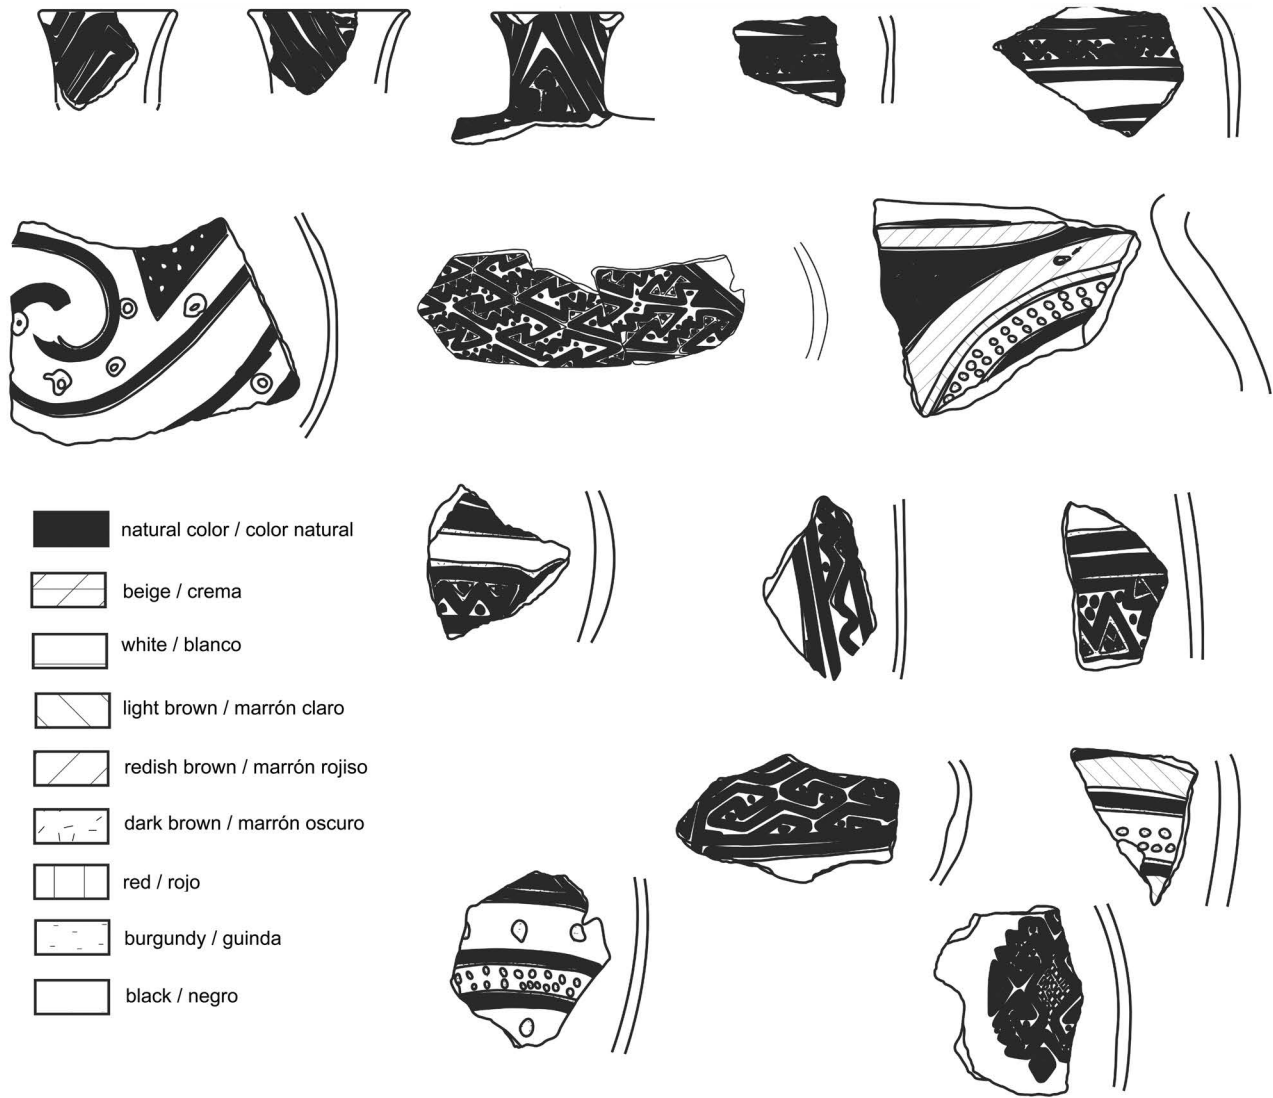 natural color / color natural
beige / crema
white / blanco
light brown / marrón claro
redish brown / marrón rojiso
dark brown / marrón oscuro
red / rojo
burgundy / guinda
black / negro